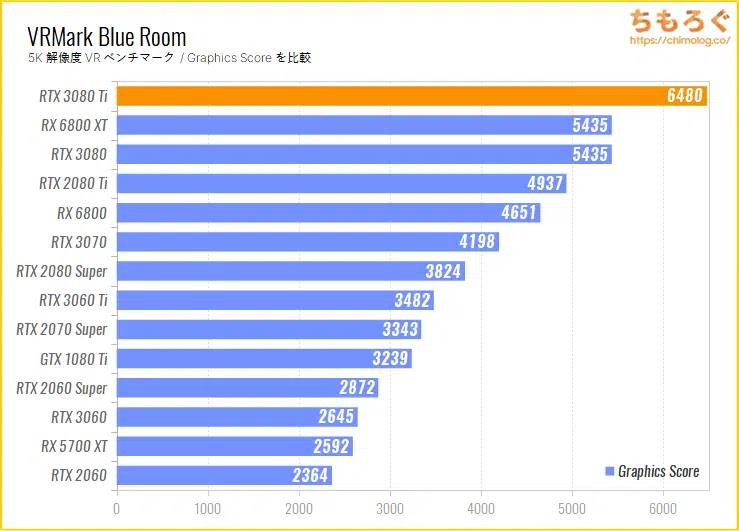 VRMark Blue Room
5K 解像度 VR ベンチマーク / Graphics Score を比較
ちもろぐ
https://chimolog.co/
RTX 3080 Ti 6480
RX 6800 XT 5435
RTX 3080 5435
RTX 2080 Ti 4937
RX 6800 4651
RTX 3070 4198
RTX 2080 Super 3824
RTX 3060 Ti 3482
RTX 2070 Super 3343
GTX 1080 Ti 3239
RTX 2060 Super 2872
RTX 3060 2645
RX 5700 XT 2592
RTX 2060 2364
Graphics Score
0 1000 2000 3000 4000 5000 6000